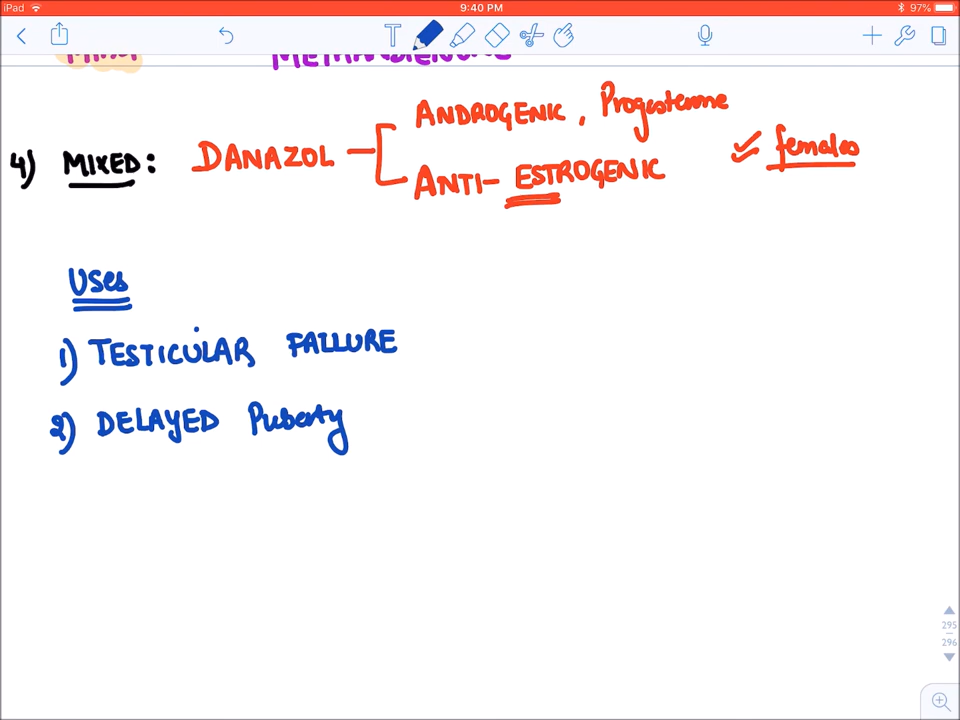 iPad 9:40 PM 97%
T
METHANDIENONE
4) MIXED: DANAZOL ANDROGENIC, Progesterone
ANTI-ESTROGENIC
females
Uses
1) TESTICULAR FAILURE
2) DELAYED Puberty
295
296